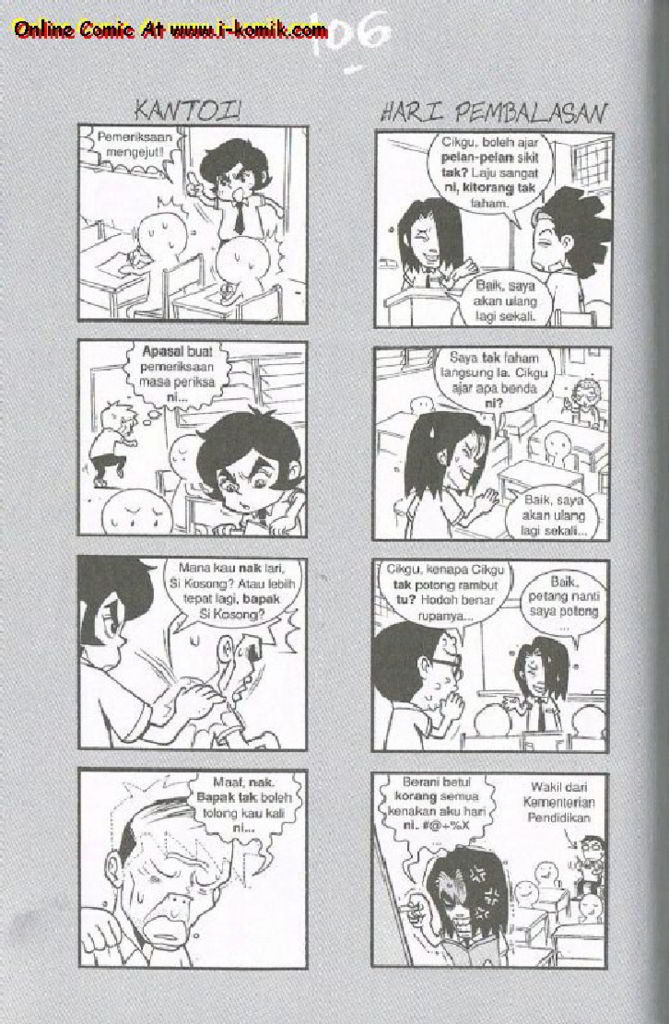 Online Comic At www.i-komik.com
106
KANTOI!
Pemeriksaan
mengejut!!
Apasal buat
pemeriksaan
masa periksa
ni...
Mana kau nak lari,
Si Kosong? Atau lebih
tepat lagi, bapak
Si Kosong?
Maaf, nak.
Bapak tak boleh
tolong kau kali
ni...
HARI PEMBALASAN
Cikgu, boleh ajar
pelan-pelan sikit
tak? Laju sangat
ni, kitorang tak
faham.
Baik, saya
akan ulang
lagi sekali.
Saya tak faham
langsung la. Cikgu
ajar apa benda
ni?
Baik, saya
akan ulang
lagi sekali...
Cikgu, kenapa Cikgu
tak potong rambut
tu? Hodoh benar
rupanya...
Baik,
petang nanti
saya potong
...
Berani betul
korang semua
kenakan aku hari
ni. #@+%X
Wakil dari
Kementerian
Pendidikan